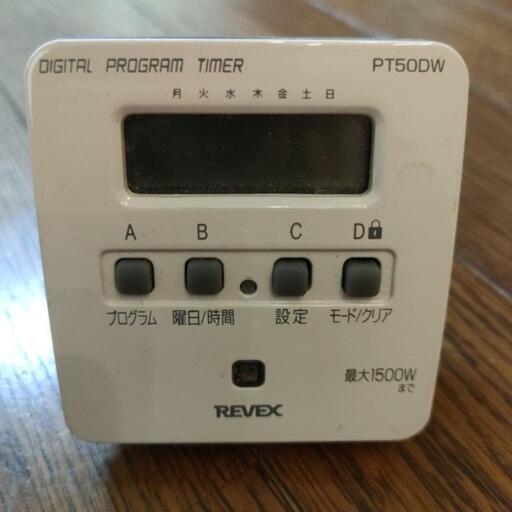 DIGITAL PROGRAM TIMER PT50DW
月 火 水 木 金 土 日
A B C D
プログラム 曜日/時間 設定 モード/クリア
最大1500W
まで
REVEX